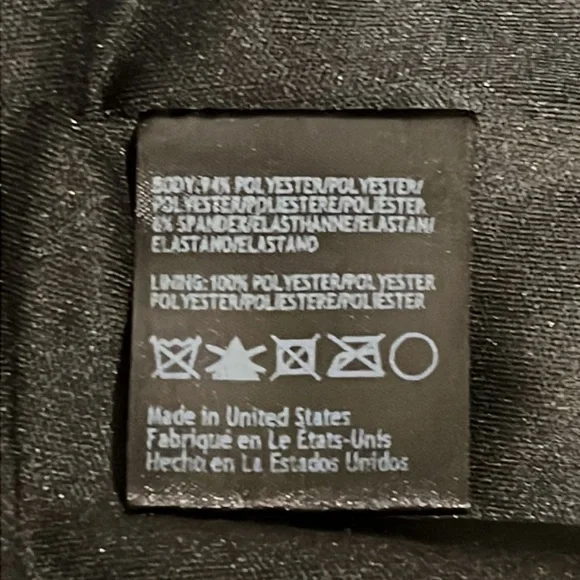 BODY:94% POLYESTER/POLYESTER/
POLYESTER/POLIESTERE/POLIESTER
6% SPANDEX/ELASTHANNE/ELASTAN/
ELASTANO/ELASTANO
LINING:100% POLYESTER/POLYESTER
POLYESTER/POLIESTERE/POLIESTER
Made in United States
Fabriqué en Le États-Unis
Hecho en La Estados Unidos